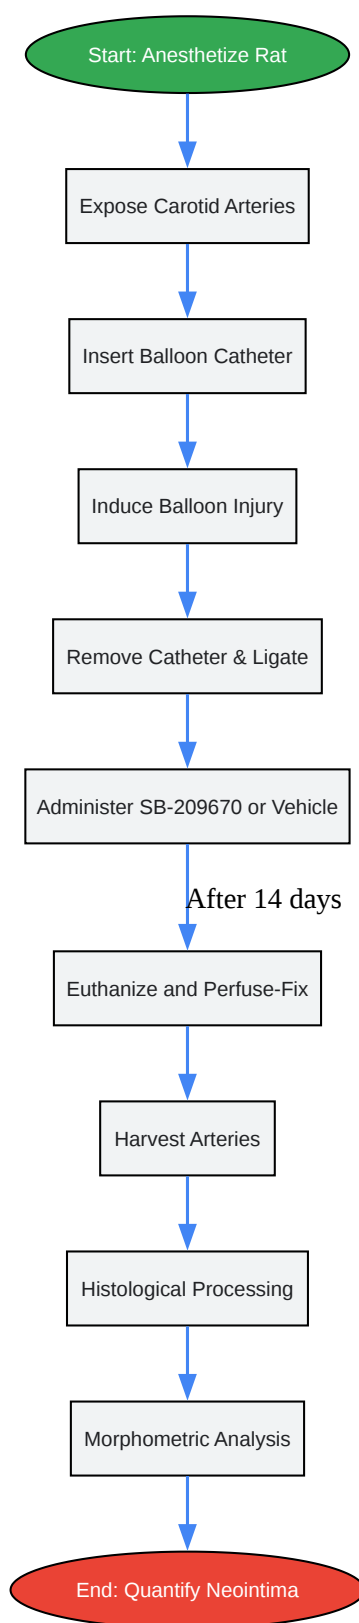 Start: Anesthetize Rat
Expose Carotid Arteries
Insert Balloon Catheter
Induce Balloon Injury
Remove Catheter & Ligate
Administer SB-209670 or Vehicle
After 14 days
Euthanize and Perfuse-Fix
Harvest Arteries
Histological Processing
Morphometric Analysis
End: Quantify Neointima